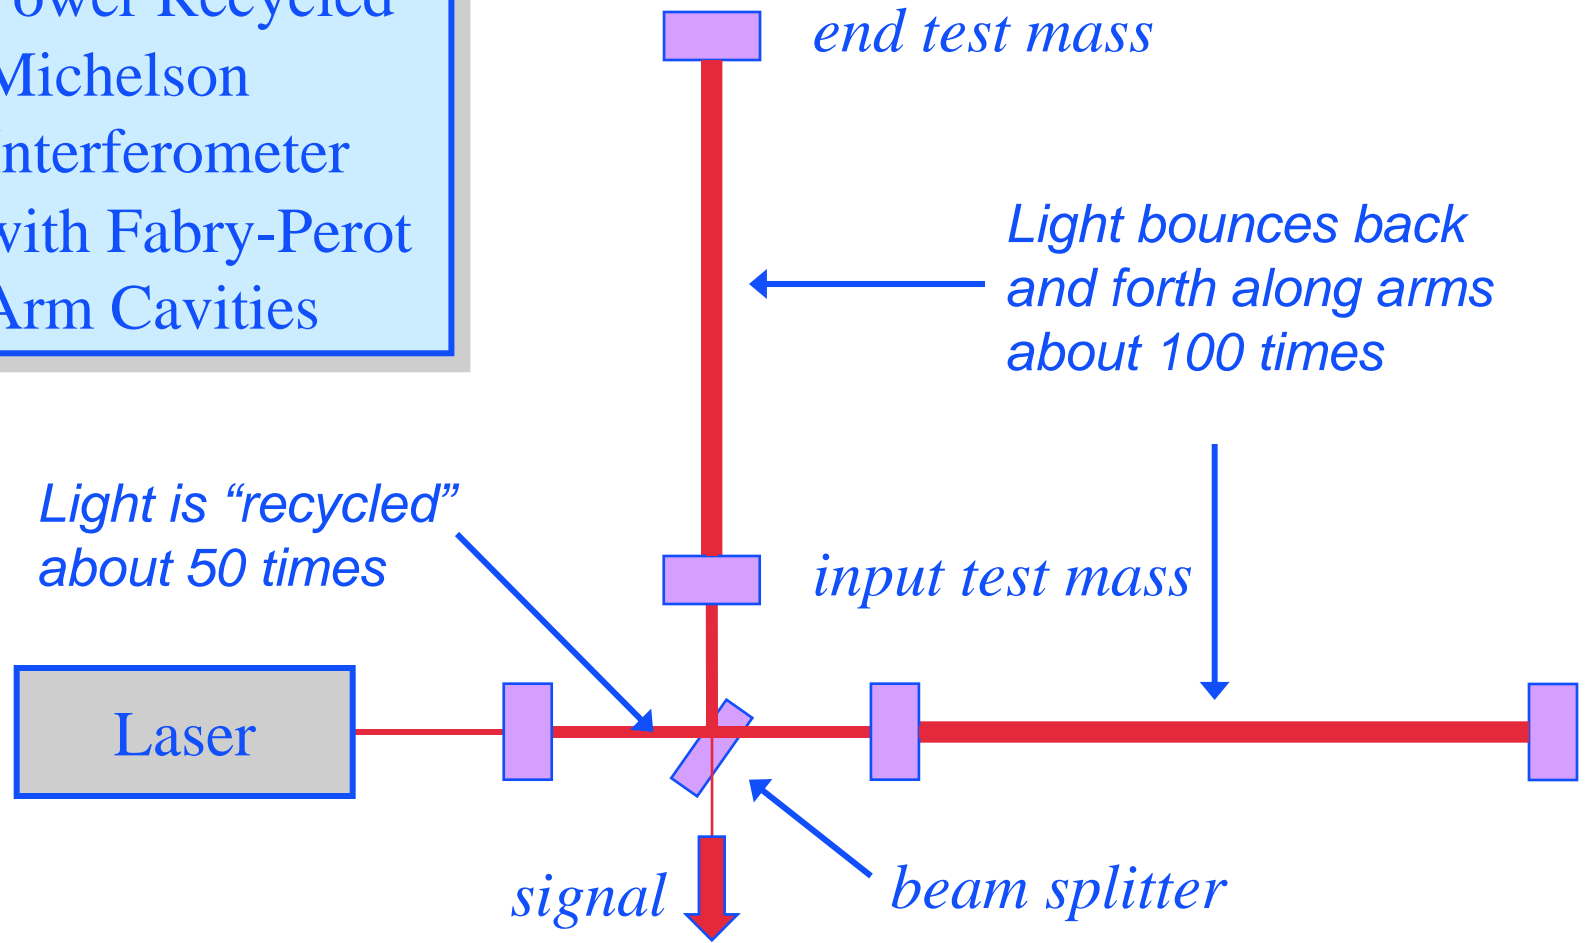 Michelson
with Fabry-Perot
Arm Cavities
end test mass
Light bounces back
and forth along arms
about 100 times
Light is “recycled”
about 50 times
input test mass
Laser
signal
beam splitter